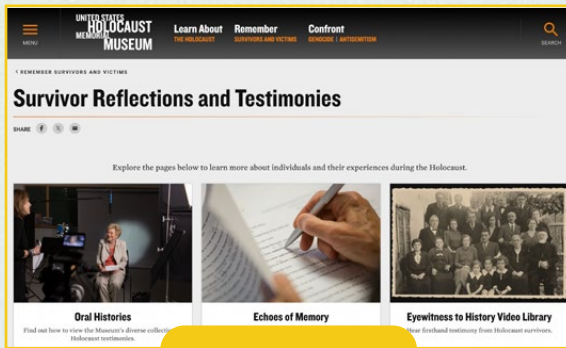 UNITED STATES
HOLOCAUST
MEMORIAL
MUSEUM
MENU
Learn About
THE HOLOCAUST
Remember
SURVIVORS AND VICTIMS
Confront
GENOCIDE | ANTISEMITISM
SEARCH
‹ REMEMBER SURVIVORS AND VICTIMS
Survivor Reflections and Testimonies
SHARE
Explore the pages below to learn more about individuals and their experiences during the Holocaust.
Oral Histories
Find out how to view the Museum's diverse collecti
Holocaust testimonies.
Echoes of Memory
Eyewitness to History Video Library
Hear firsthand testimony from Holocaust survivors.